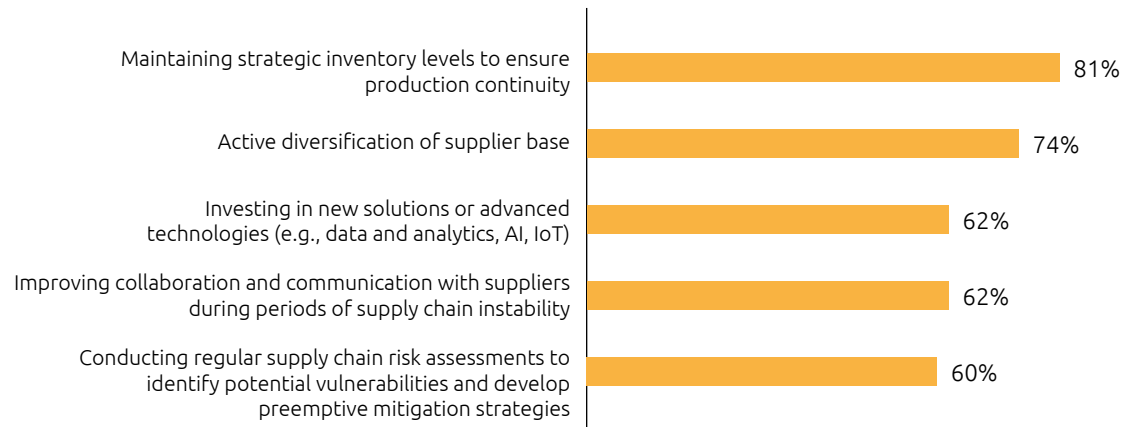 Maintaining strategic inventory levels to ensure
production continuity
81%
Active diversification of supplier base
74%
Investing in new solutions or advanced
technologies (e.g., data and analytics, AI, IoT)
62%
Improving collaboration and communication with suppliers
during periods of supply chain instability
62%
Conducting regular supply chain risk assessments to
identify potential vulnerabilities and develop
preemptive mitigation strategies
60%